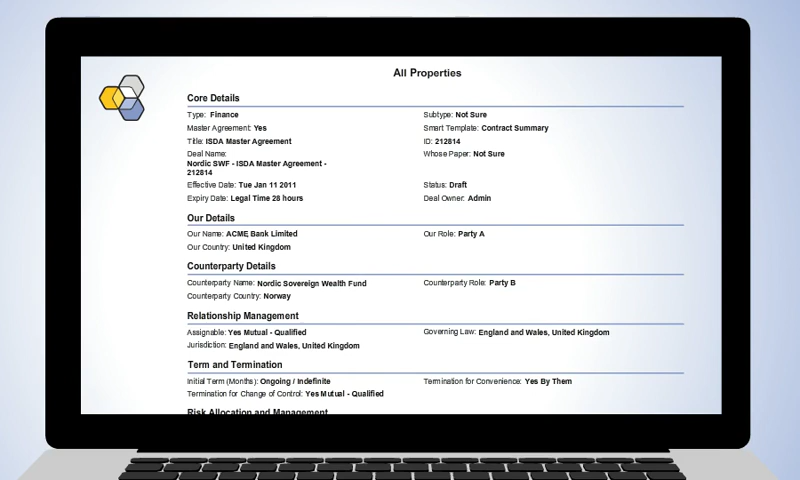 All Properties
Core Details
Type: Finance Subtype: Not Sure
Master Agreement: Yes Smart Template: Contract Summary
Title: ISDA Master Agreement ID: 212814
Deal Name: Whose Paper: Not Sure
Nordic SWF - ISDA Master Agreement -
212814
Effective Date: Tue Jan 11 2011 Status: Draft
Expiry Date: Legal Time 28 hours Deal Owner: Admin
Our Details
Our Name: ACME Bank Limited Our Role: Party A
Our Country: United Kingdom
Counterparty Details
Counterparty Name: Nordic Sovereign Wealth Fund Counterparty Role: Party B
Counterparty Country: Norway
Relationship Management
Assignable: Yes Mutual - Qualified Governing Law: England and Wales, United Kingdom
Jurisdiction: England and Wales, United Kingdom
Term and Termination
Initial Term (Months): Ongoing / Indefinite Termination for Convenience: Yes By Them
Termination for Change of Control: Yes Mutual - Qualified
Risk Allocation and Management